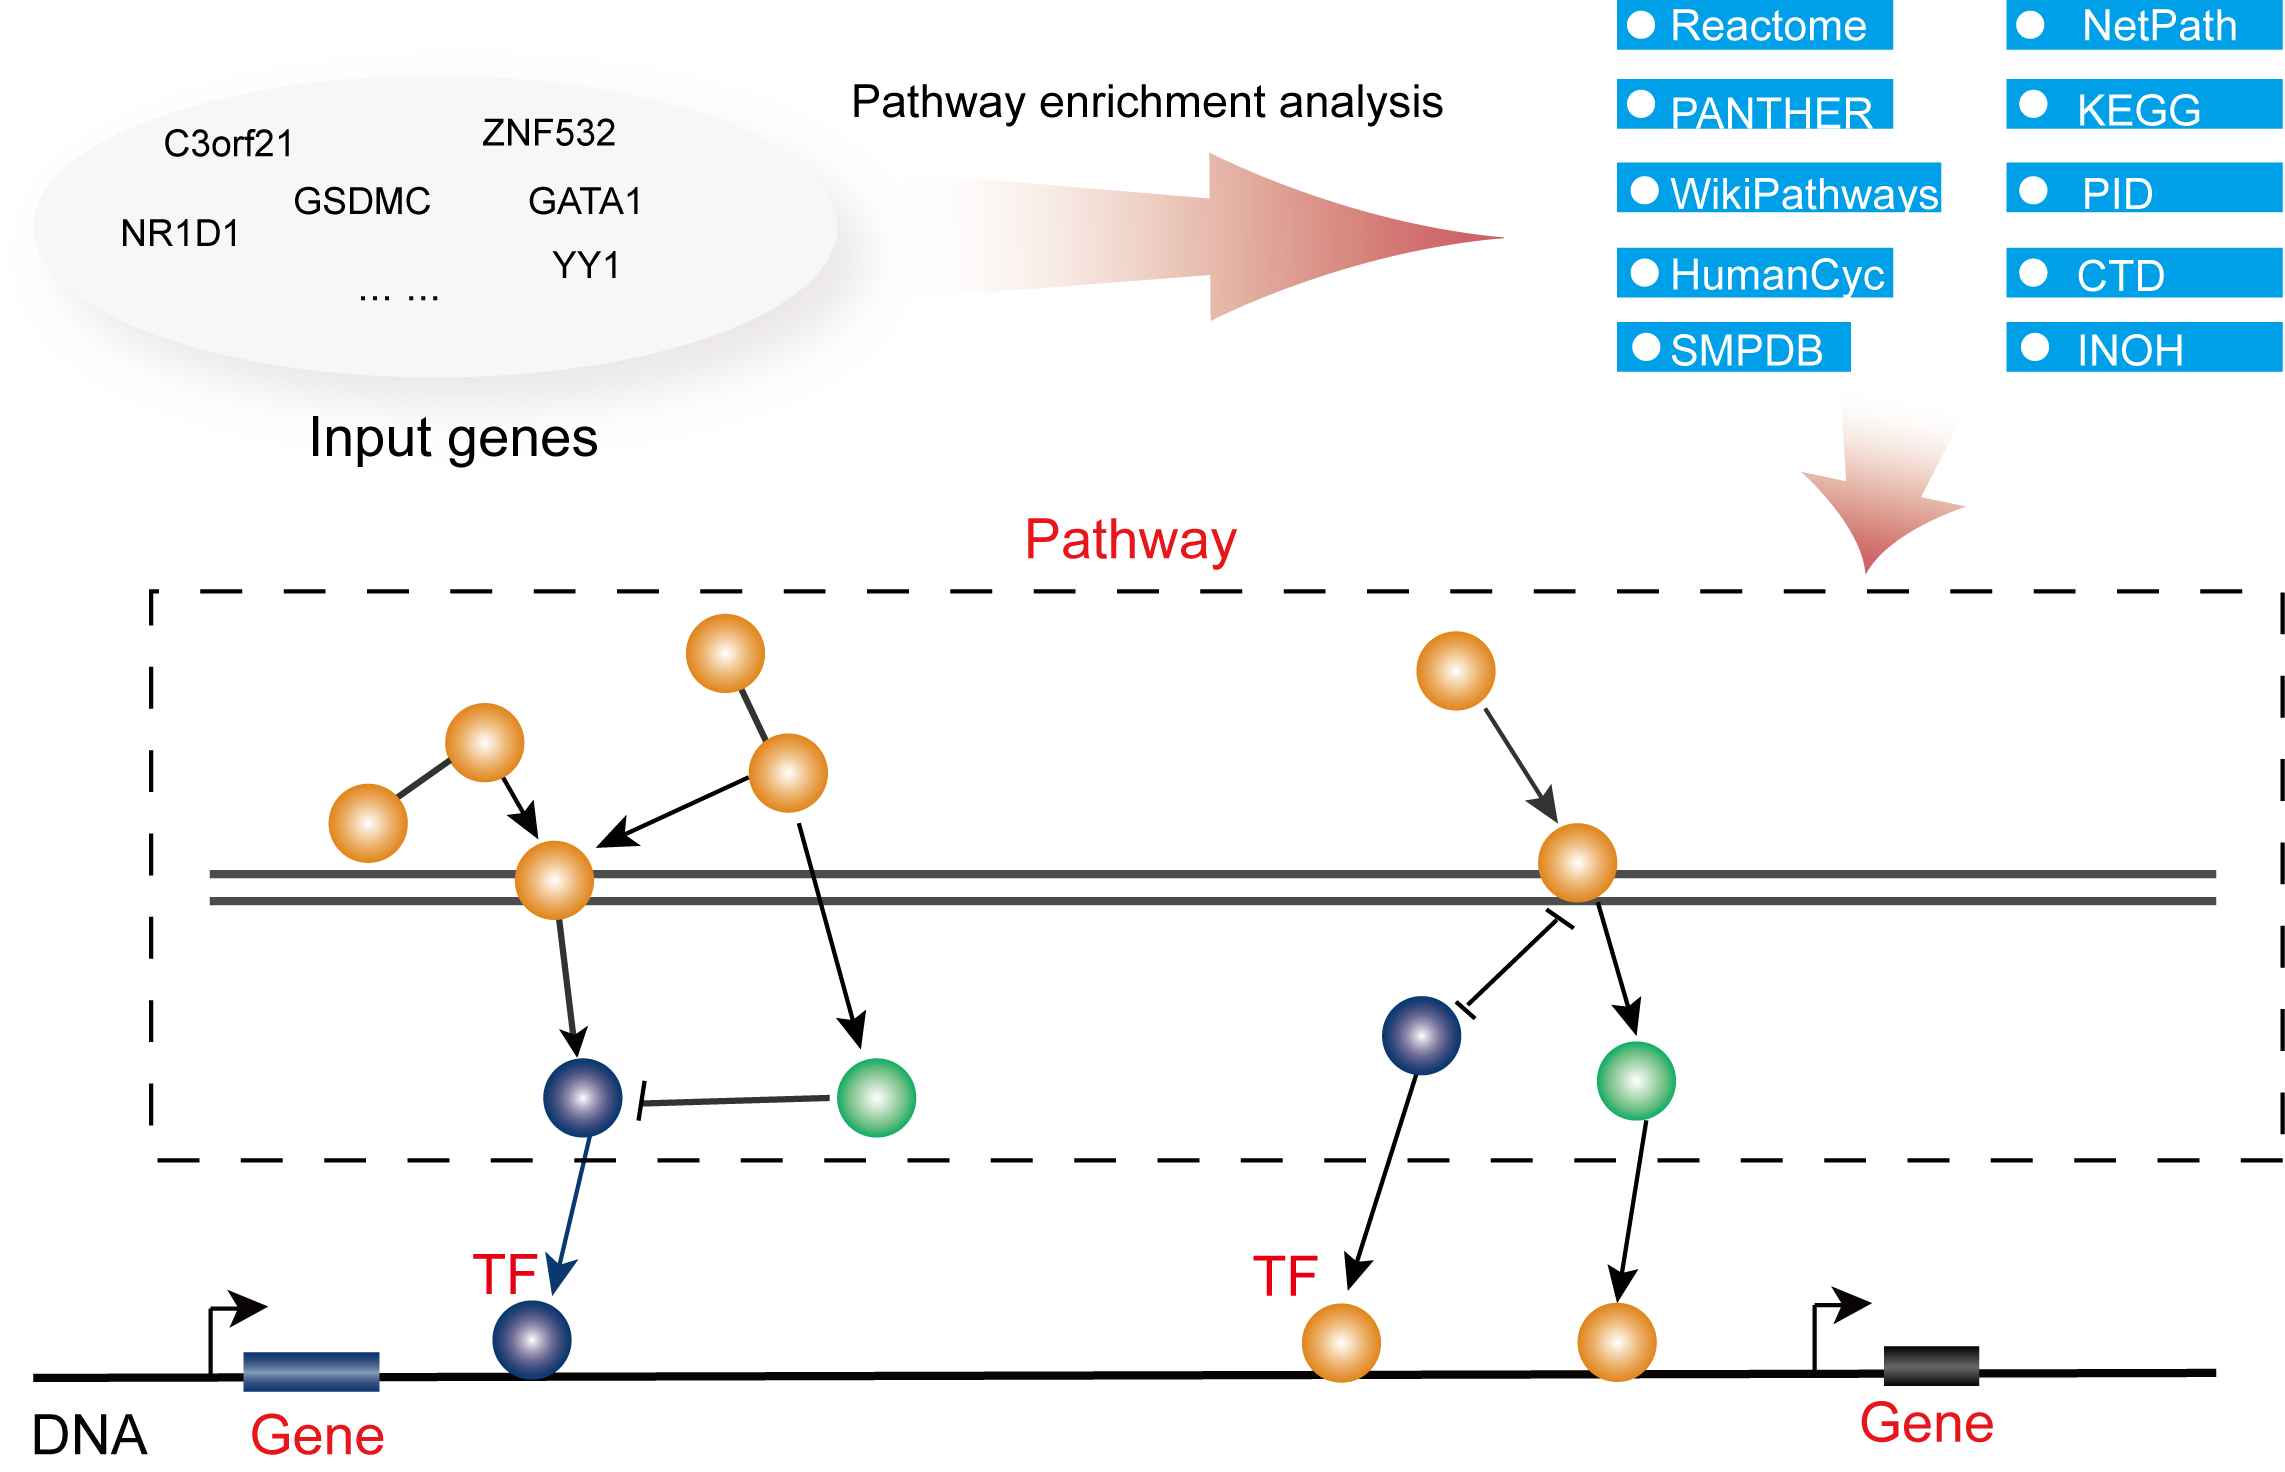 C3orf21
ZNF532
GSDMC
GATA1
NR1D1
YY1
... ...
Input genes
Pathway enrichment analysis
Reactome
NetPath
PANTHER
KEGG
WikiPathways
PID
HumanCyc
CTD
SMPDB
INOH
Pathway
TF
TF
DNA
Gene
Gene